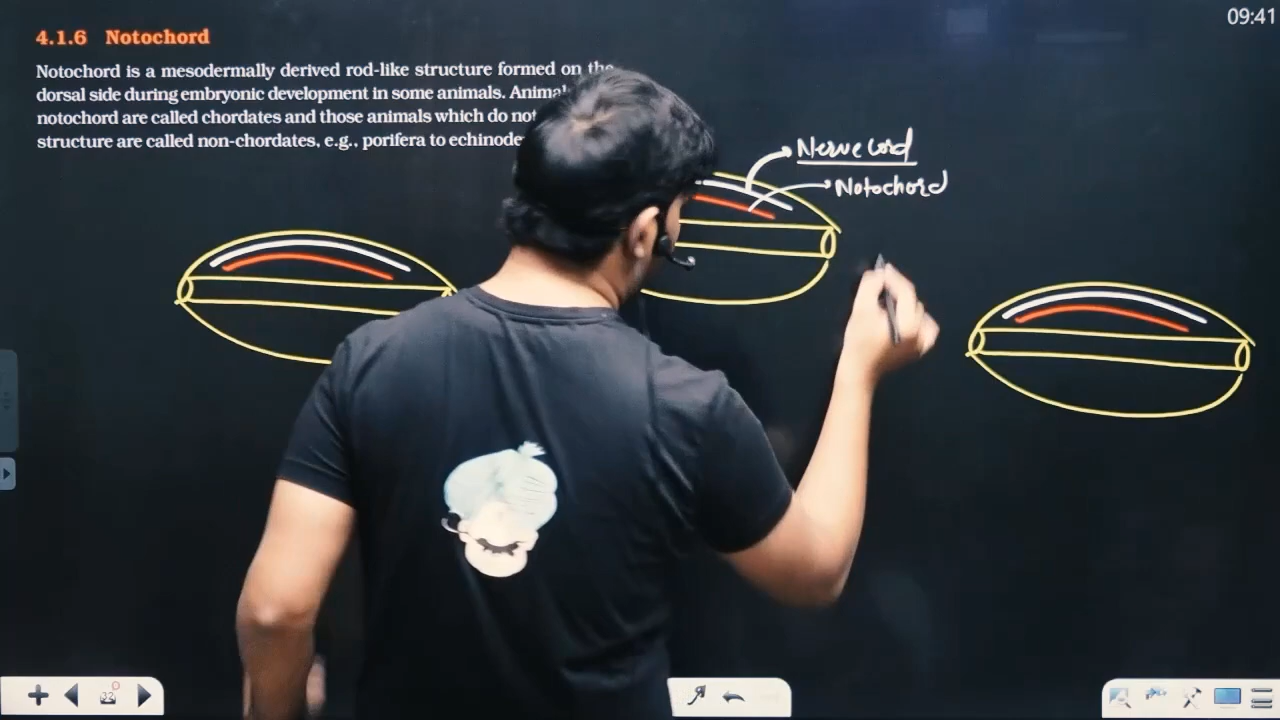 09:41
4.1.6 Notochord
Notochord is a mesodermally derived rod-like structure formed on the
dorsal side during embryonic development in some animals.
notochord are called chordates and those animals which do not
structure are called non-chordates, e.g., porifera to
Nerve Cord
Notochord
32